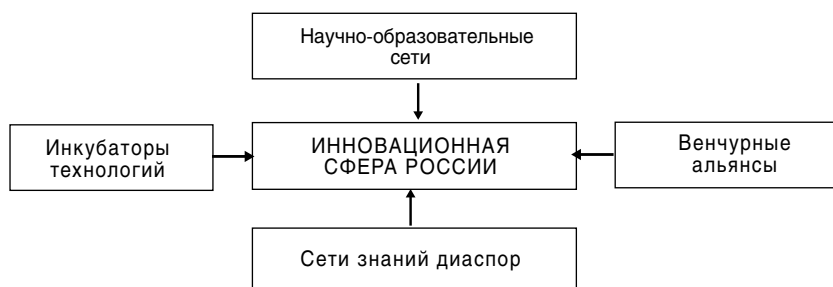 Научно-образовательные
сети
Инкубаторы
технологий
ИННОВАЦИОННАЯ
СФЕРА РОССИИ
Венчурные
альянсы
Сети знаний диаспор